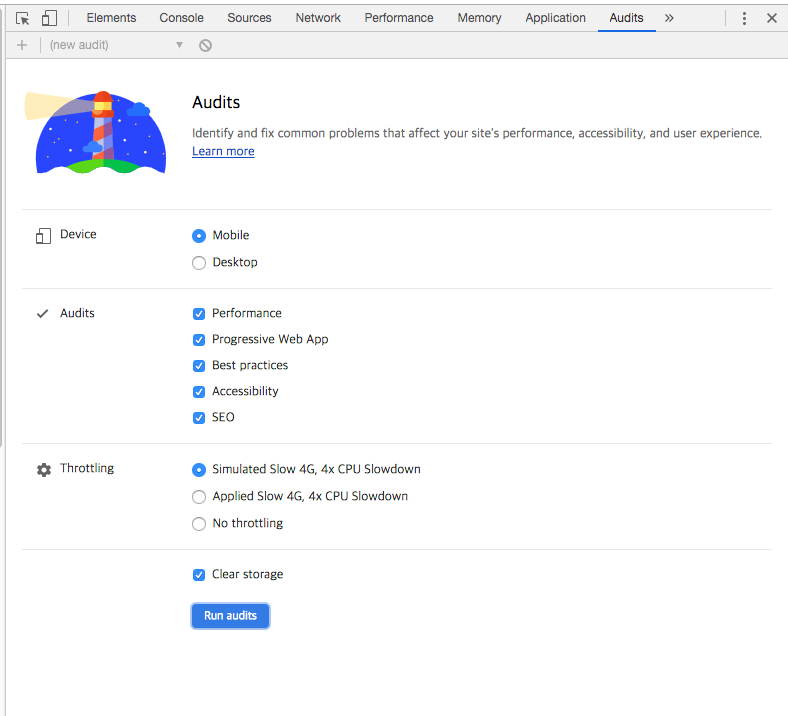 Elements Console Sources Network Performance Memory Application Audits »
+ (new audit) ▼
Audits
Identify and fix common problems that affect your site's performance, accessibility, and user experience.
Learn more
Device
Mobile
Desktop
Audits
Performance
Progressive Web App
Best practices
Accessibility
SEO
Throttling
Simulated Slow 4G, 4x CPU Slowdown
Applied Slow 4G, 4x CPU Slowdown
No throttling
Clear storage
Run audits